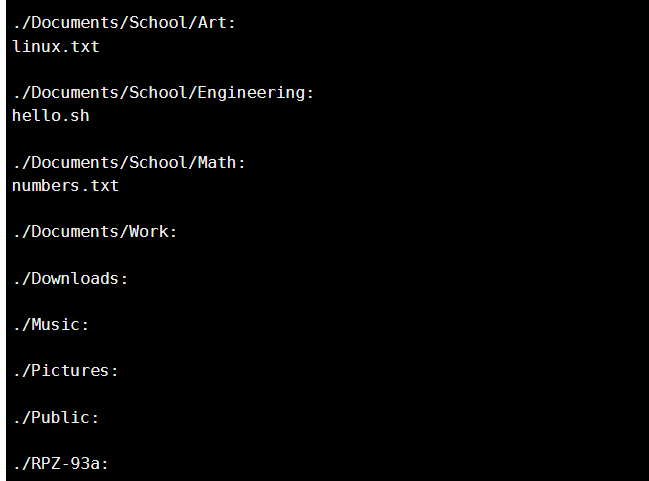 ./Documents/School/Art:
linux.txt
./Documents/School/Engineering:
hello.sh
./Documents/School/Math:
numbers.txt
./Documents/Work:
./Downloads:
./Music:
./Pictures:
./Public:
./RPZ-93a: